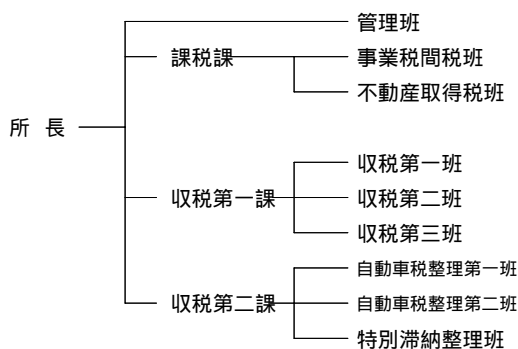 管理班
課税課
事業税間税班
不動産取得税班
所 長
収税第一課
収税第一班
収税第二班
収税第三班
収税第二課
自動車税整理第一班
自動車税整理第二班
特別滞納整理班